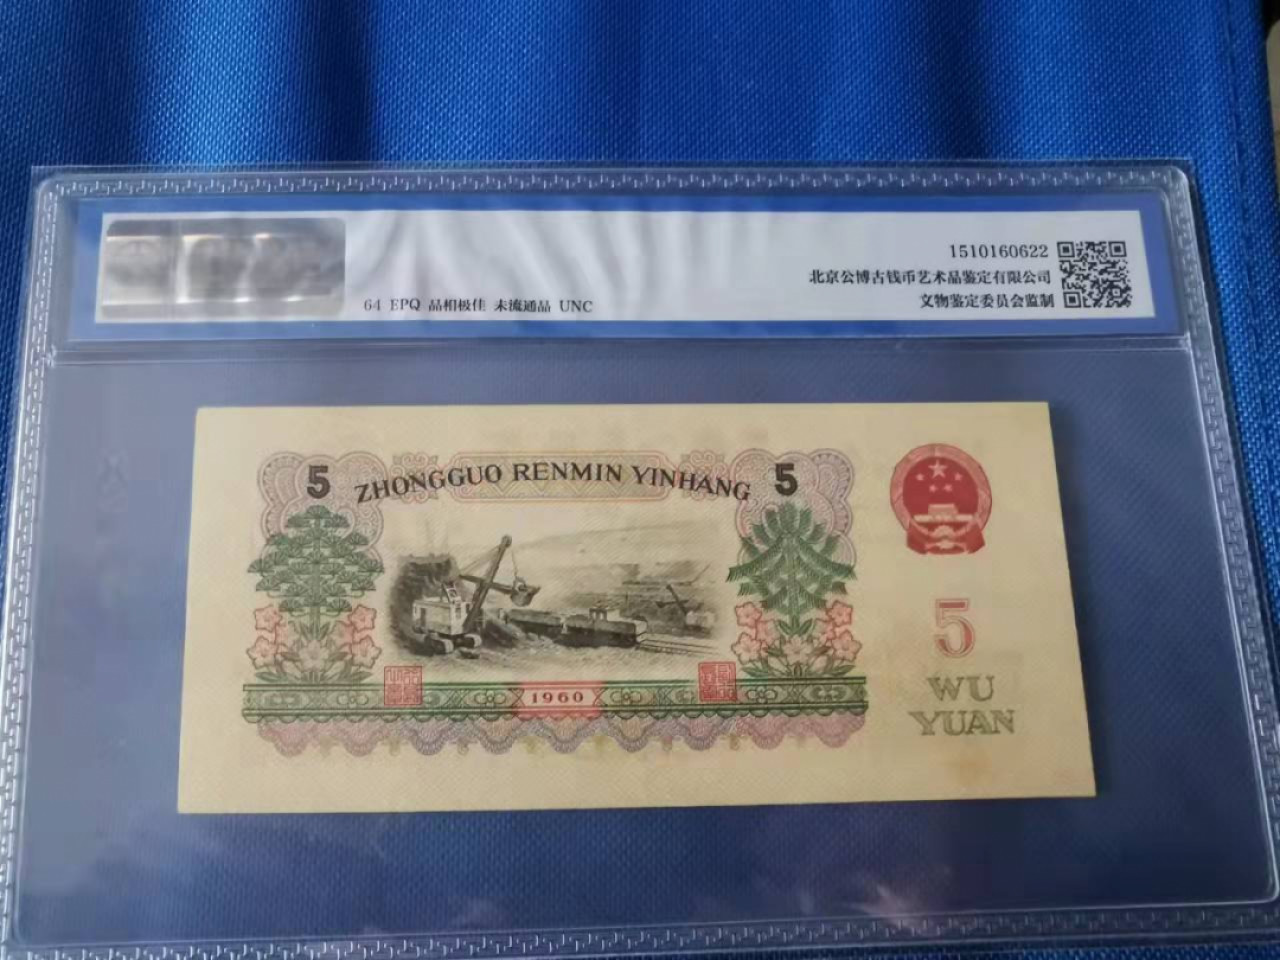 1510160622
北京公博古钱币艺术品鉴定有限公司
64 EPQ 品相极佳 未流通品 UNC
文物鉴定委员会监制
5 ZHONGGUO RENMIN YINHANG 5
5
1960
WU
YUAN